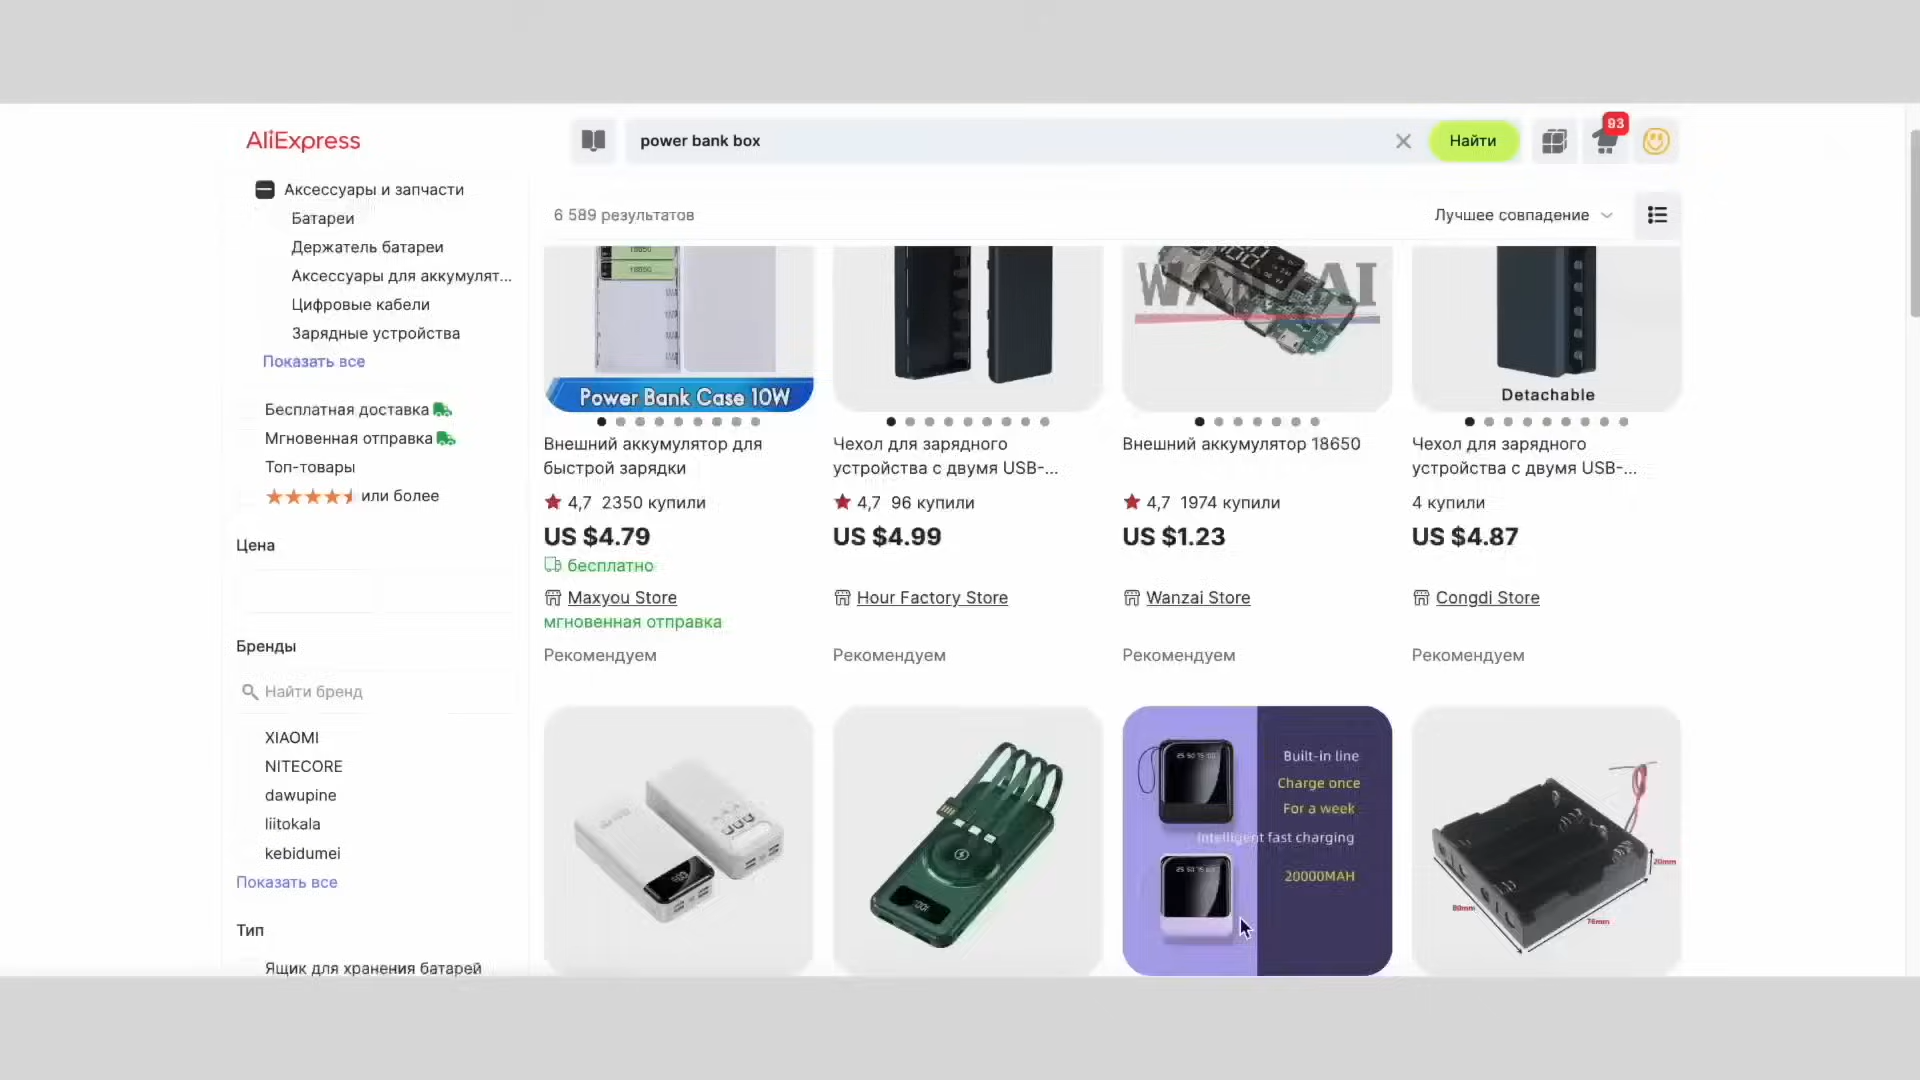 AliExpress
power bank box
Найти
93
Аксессуары и запчасти
Батареи
Держатель батареи
Аксессуары для аккумулят...
Цифровые кабели
Зарядные устройства
Показать все
Бесплатная доставка
Мгновенная отправка
Топ-товары
или более
Цена
Бренды
Найти бренд
XIAOMI
NITECORE
dawupine
liitokala
kebidumei
Показать все
Тип
Ящик для хранения батарей
6 589 результатов
Лучшее совпадение
18650
18650
Power Bank Case 10W
WANZAI
Detachable
Внешний аккумулятор для
быстрой зарядки
4,7 2350 купили
US $4.79
бесплатно
Maxyou Store
мгновенная отправка
Рекомендуем
Чехол для зарядного
устройства с двумя USB-...
4,7 96 купили
US $4.99
Hour Factory Store
Рекомендуем
Внешний аккумулятор 18650
4,7 1974 купили
US $1.23
Wanzai Store
Рекомендуем
Чехол для зарядного
устройства с двумя USB-...
4 купили
US $4.87
Congdi Store
Рекомендуем
Built-in line
Charge once
For a week
Intelligent fast charging
20000MAH
20mm
76mm